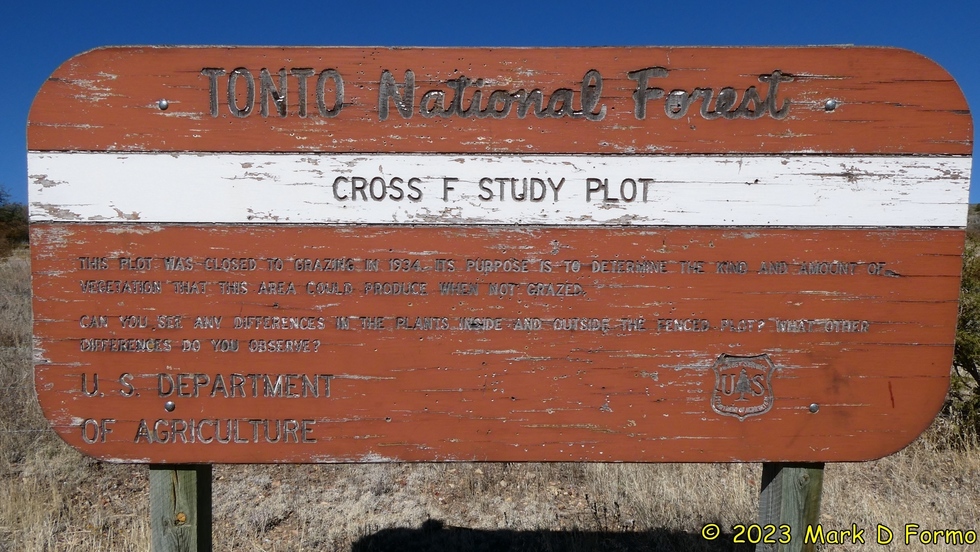 TONTO National Forest
CROSS F STUDY PLOT
THIS PLOT WAS CLOSED TO GRAZING IN 1934. ITS PURPOSE IS TO DETERMINE THE KIND AND AMOUNT OF
VEGETATION THAT THIS AREA COULD PRODUCE WHEN NOT GRAZED.
CAN YOU SEE ANY DIFFERENCES IN THE PLANTS INSIDE AND OUTSIDE THE FENCED PLOT? WHAT OTHER
DIFFERENCES DO YOU OBSERVE?
U. S. DEPARTMENT
OF AGRICULTURE
U S
© 2023 Mark D Forma